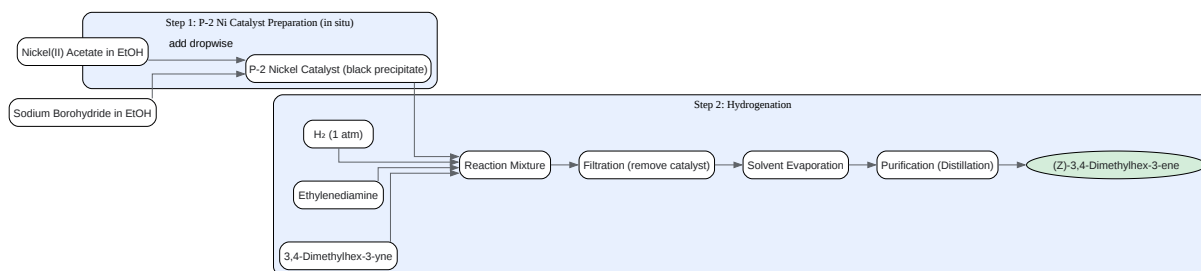 Step 1: P-2 Ni Catalyst Preparation (in situ)
Nickel(II) Acetate in EtOH
add dropwise
P-2 Nickel Catalyst (black precipitate)
Sodium Borohydride in EtOH
Step 2: Hydrogenation
H₂ (1 atm)
Reaction Mixture
Filtration (remove catalyst)
Solvent Evaporation
Purification (Distillation)
(Z)-3,4-Dimethylhex-3-ene
Ethylenediamine
3,4-Dimethylhex-3-yne